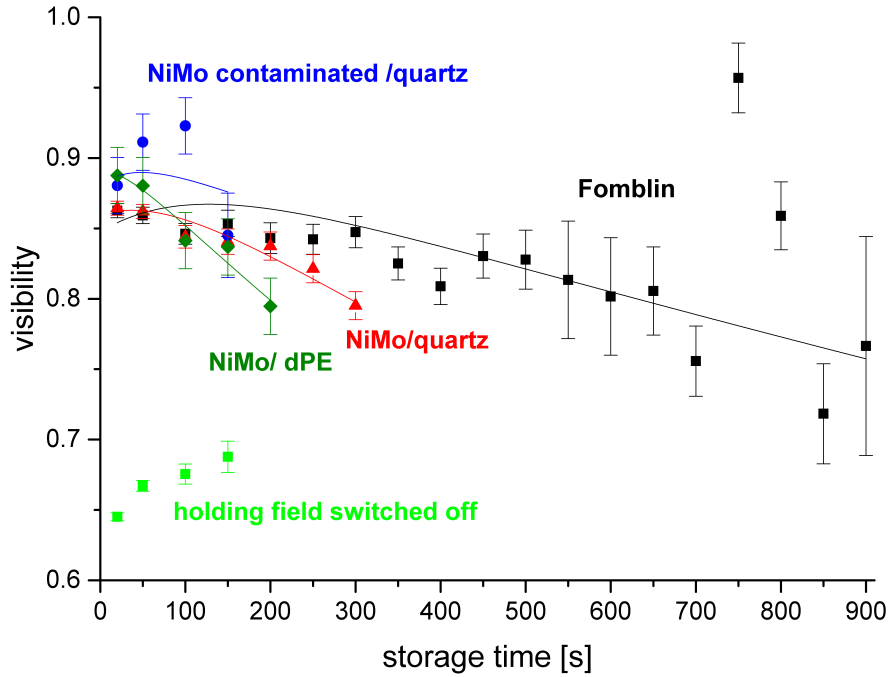 1.0
0.9
0.8
0.7
0.6
visibility
NiMo contaminated /quartz
Fomblin
NiMo/quartz
NiMo/ dPE
holding field switched off
0 100 200 300 400 500 600 700 800 900
storage time [s]